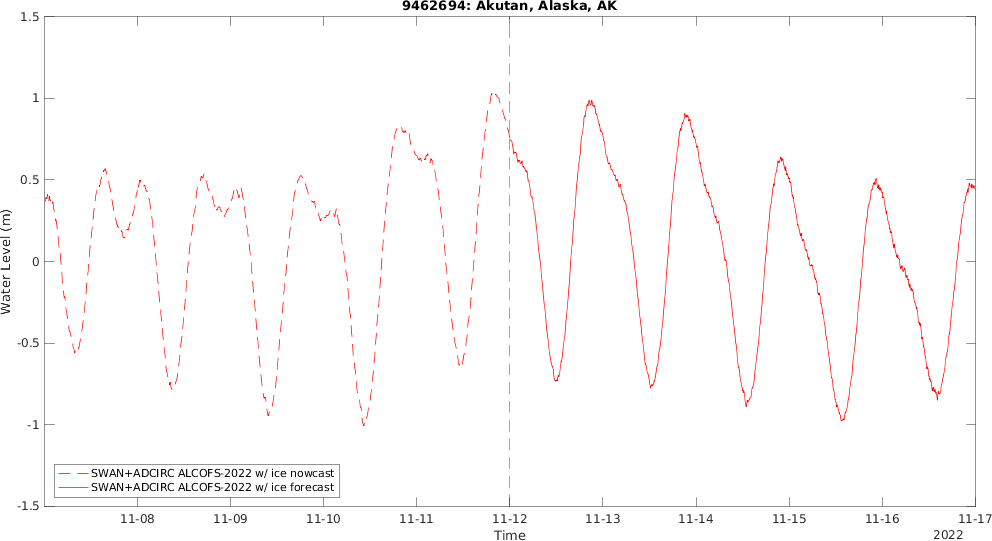 9462694: Akutan, Alaska, AK
1.5
1
0.5
0
-0.5
-1
-1.5
Water Level (m)
SWAN+ADCIRC ALCOFS-2022 w/ ice nowcast
SWAN+ADCIRC ALCOFS-2022 w/ ice forecast
11-08 11-09 11-10 11-11 11-12 11-13 11-14 11-15 11-16 11-17
Time
2022